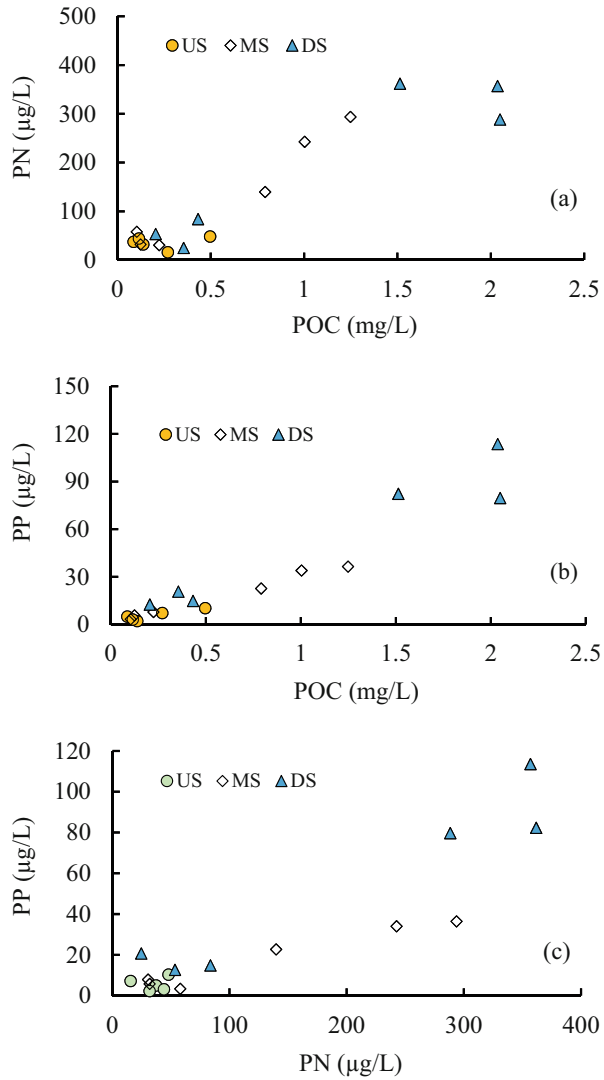 500
400
300
200
100
0
PN (µg/L)
US MS DS
(a)
0 0.5 1 1.5 2 2.5
POC (mg/L)
150
120
90
60
30
0
PP (µg/L)
US MS DS
(b)
0 0.5 1 1.5 2 2.5
POC (mg/L)
120
100
80
60
40
20
0
PP (µg/L)
US MS DS
(c)
0 100 200 300 400
PN (µg/L)